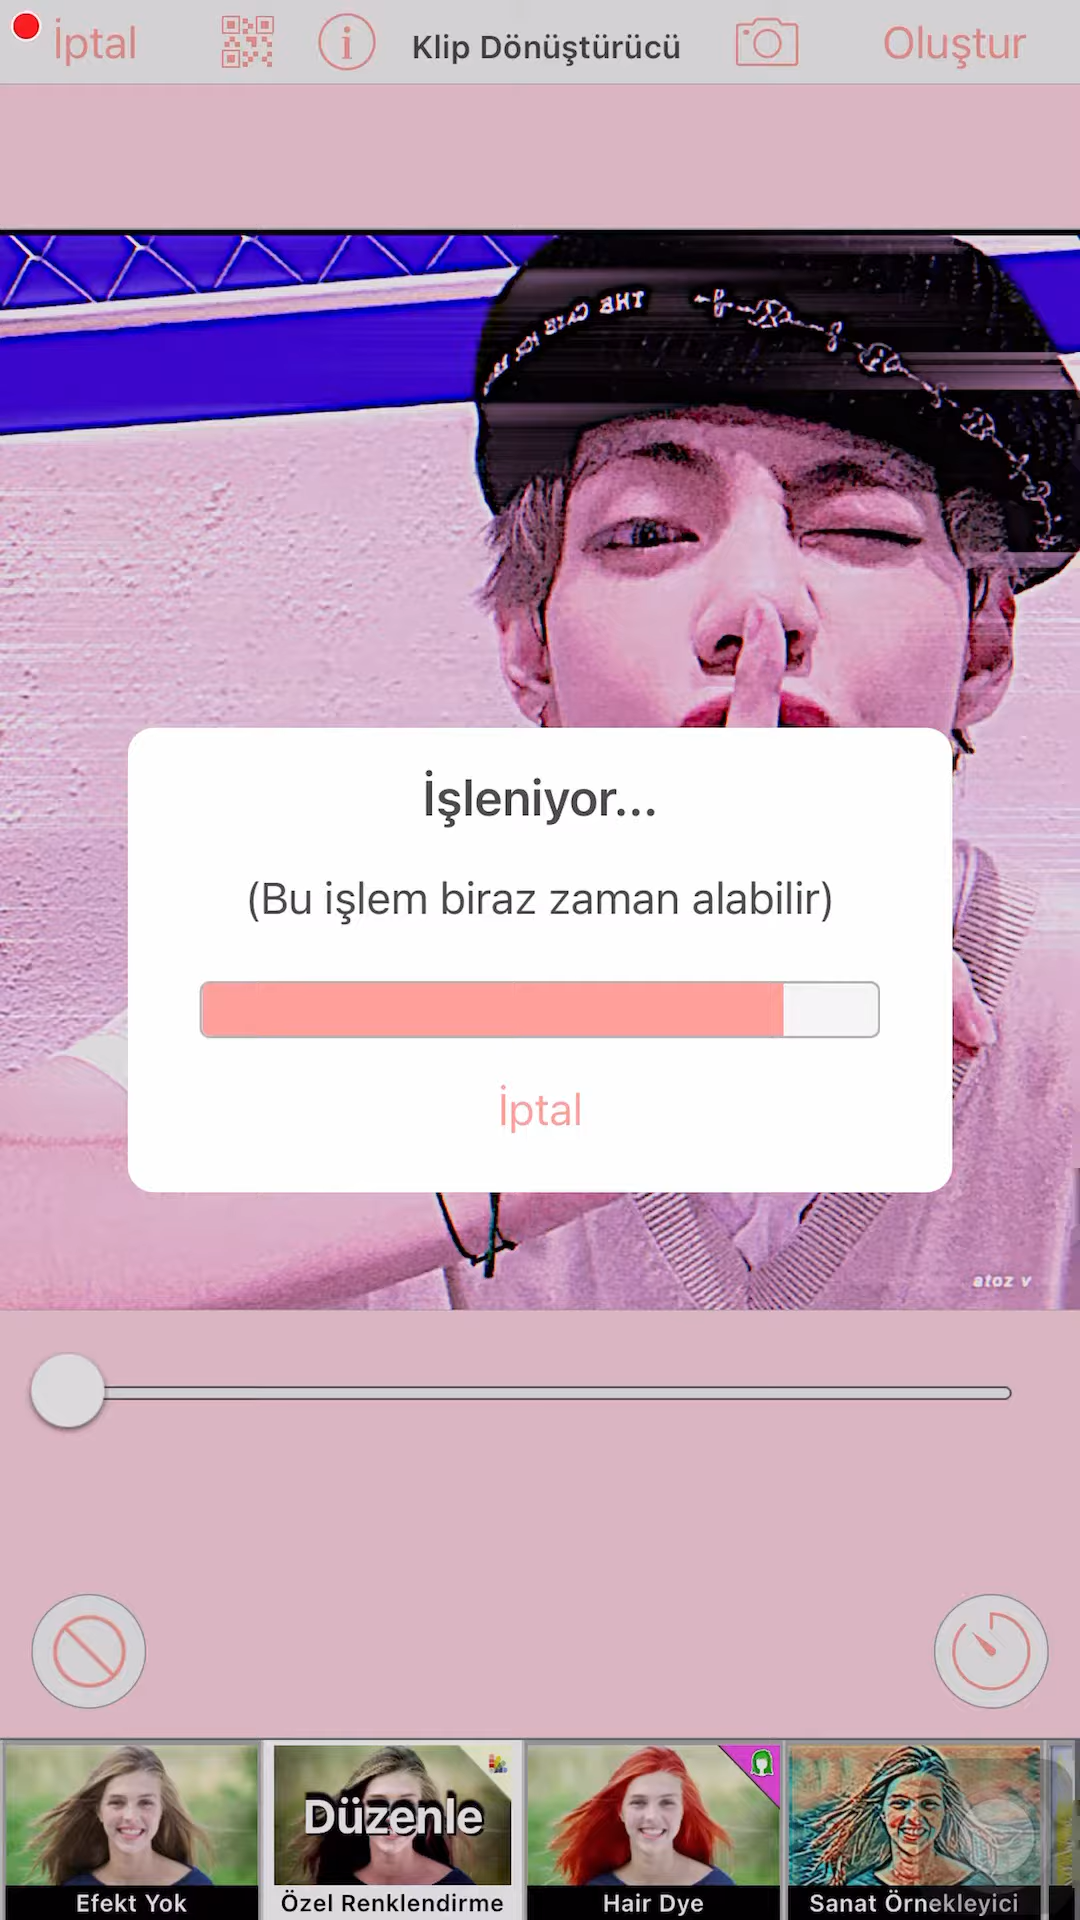 İptal
Klip Dönüştürücü
Oluştur
THE
İşleniyor...
(Bu işlem biraz zaman alabilir)
İptal
atoz v
Düzenle
Efekt Yok
Özel Renklendirme
Hair Dye
Sanat Örnekleyici